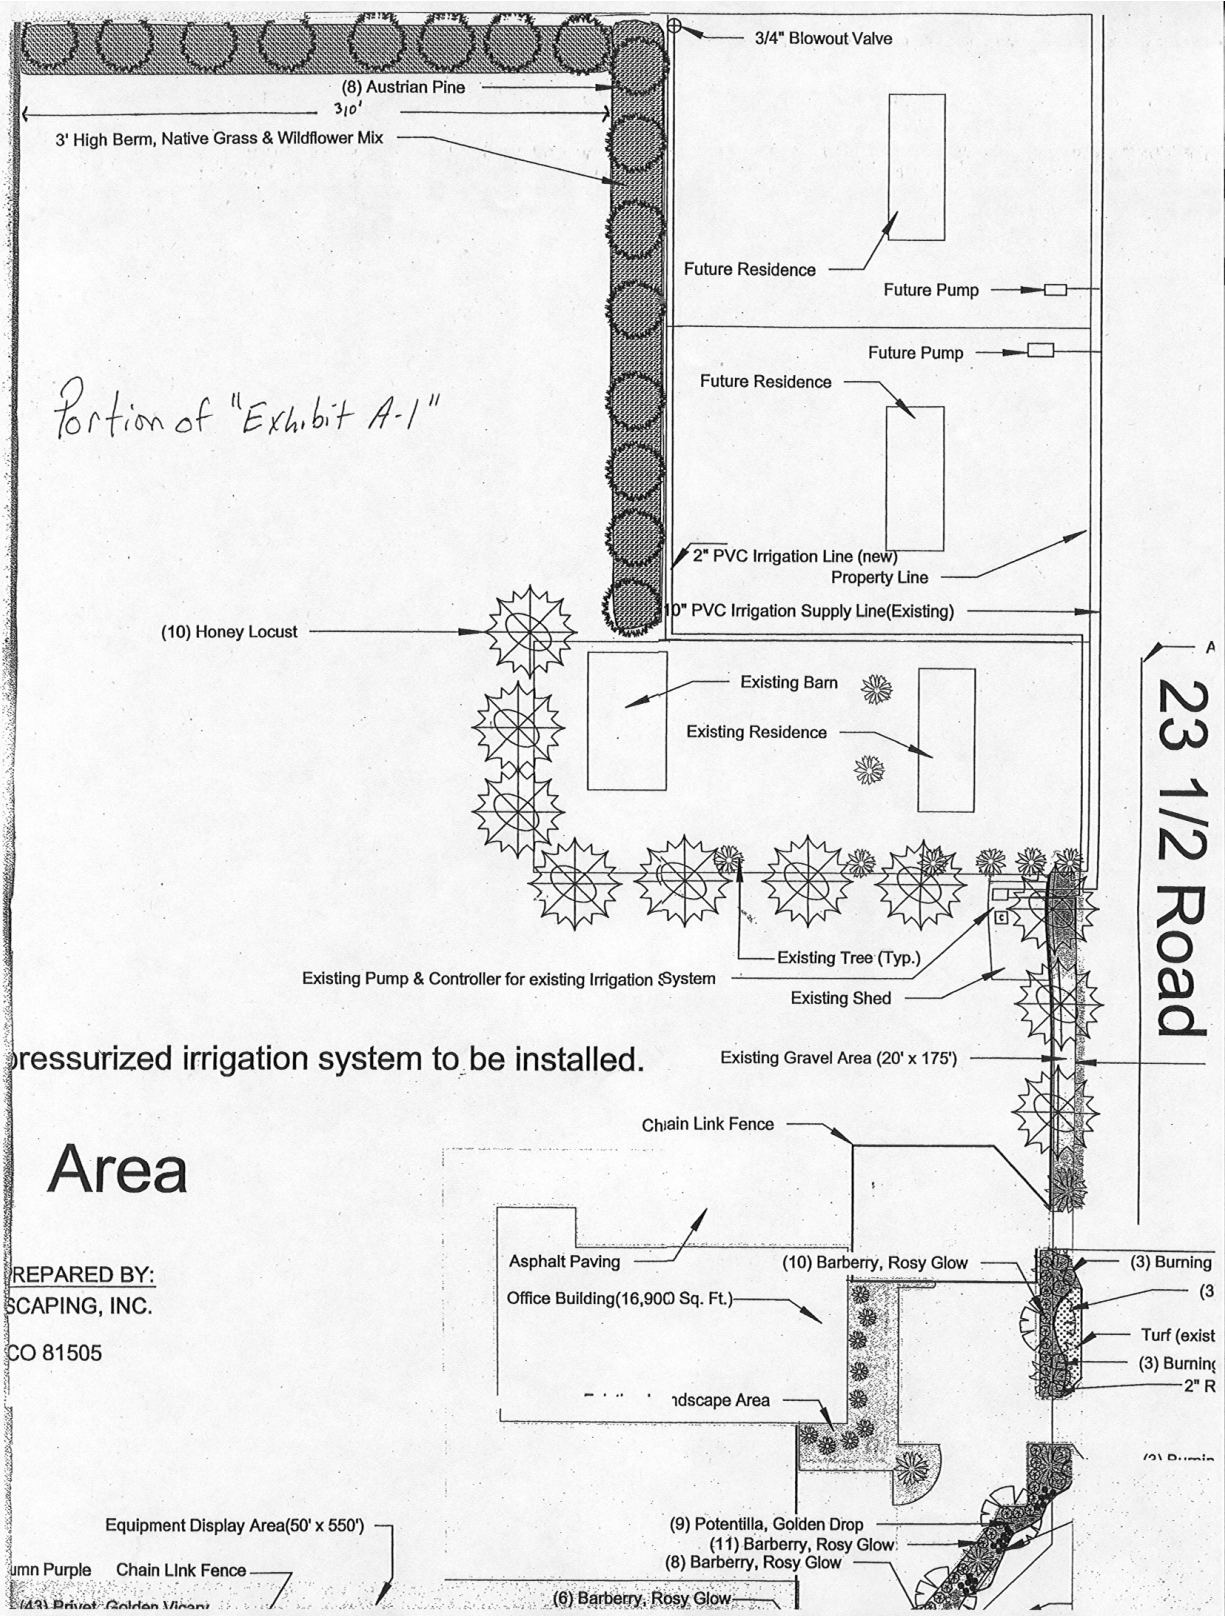 3/4" Blowout Valve
(8) Austrian Pine
310'
3' High Berm, Native Grass & Wildflower Mix
Future Residence
Future Pump
Future Pump
Future Residence
Portion of "Exhibit A-1"
2" PVC Irrigation Line (new)
Property Line
10" PVC Irrigation Supply Line(Existing)
(10) Honey Locust
Existing Barn
Existing Residence
23 1/2 Road
C
Existing Tree (Typ.)
Existing Pump & Controller for existing Irrigation System
Existing Shed
pressurized irrigation system to be installed.
Existing Gravel Area (20' x 175')
Chain Link Fence
Area
Asphalt Paving
(10) Barberry, Rosy Glow
(3) Burning
REPARED BY:
Office Building(16,900 Sq. Ft.)
(3
SCAPING, INC.
Turf (exist
CO 81505
(3) Burning
2" R
ndscape Area
Equipment Display Area(50' x 550')
(9) Potentilla, Golden Drop
(11) Barberry, Rosy Glow
(8) Barberry, Rosy Glow
umn Purple
Chain Link Fence
(6) Barberry, Rosy Glow
(43) Privet, Golden Vicary